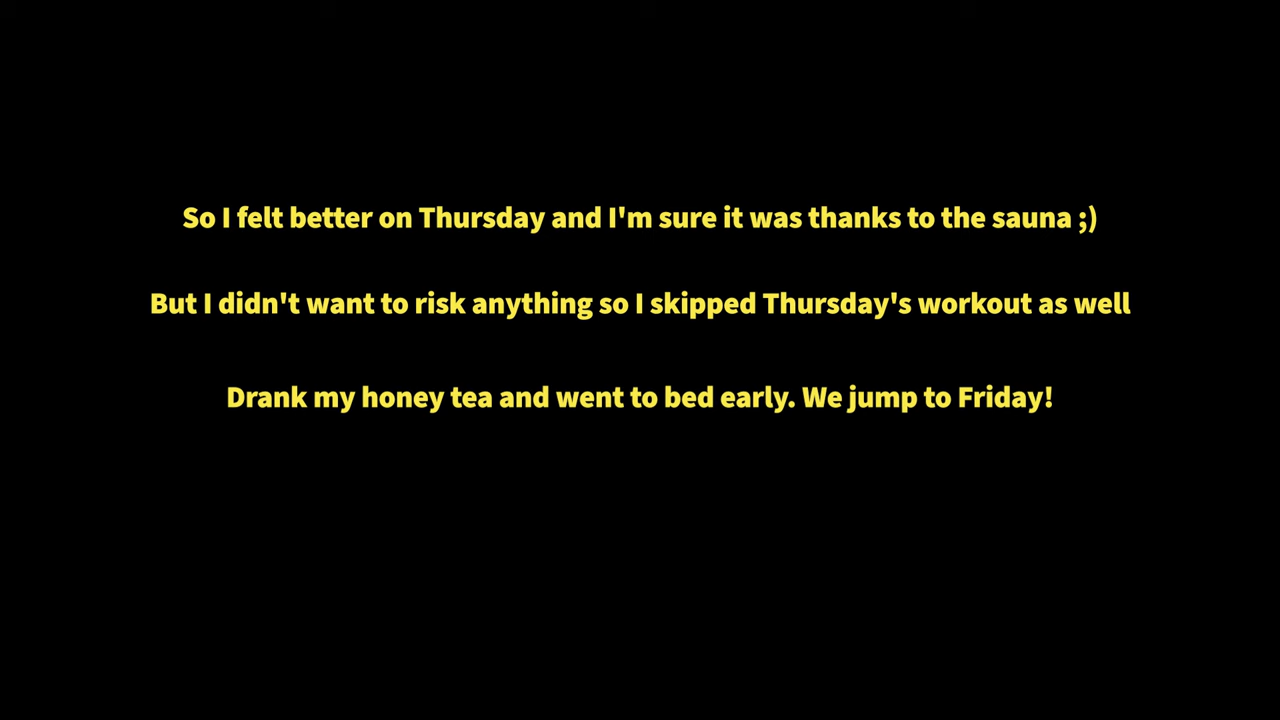 So I felt better on Thursday and I'm sure it was thanks to the sauna ;)
But I didn't want to risk anything so I skipped Thursday's workout as well
Drank my honey tea and went to bed early. We jump to Friday!